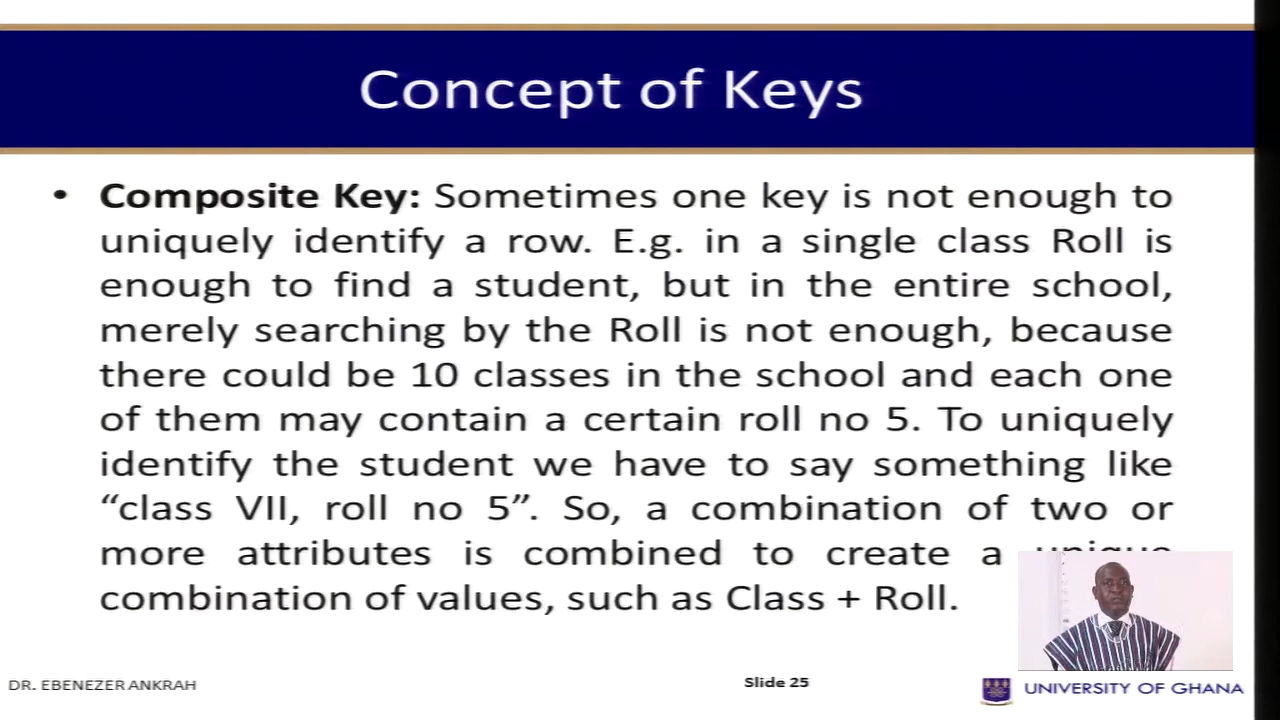 Concept of Keys
• Composite Key: Sometimes one key is not enough to
uniquely identify a row. E.g. in a single class Roll is
enough to find a student, but in the entire school,
merely searching by the Roll is not enough, because
there could be 10 classes in the school and each one
of them may contain a certain roll no 5. To uniquely
identify the student we have to say something like
“class VII, roll no 5”. So, a combination of two or
more attributes is combined to create a unique
combination of values, such as Class + Roll.
DR. EBENEZER ANKRAH
Slide 25
UNIVERSITY OF GHANA